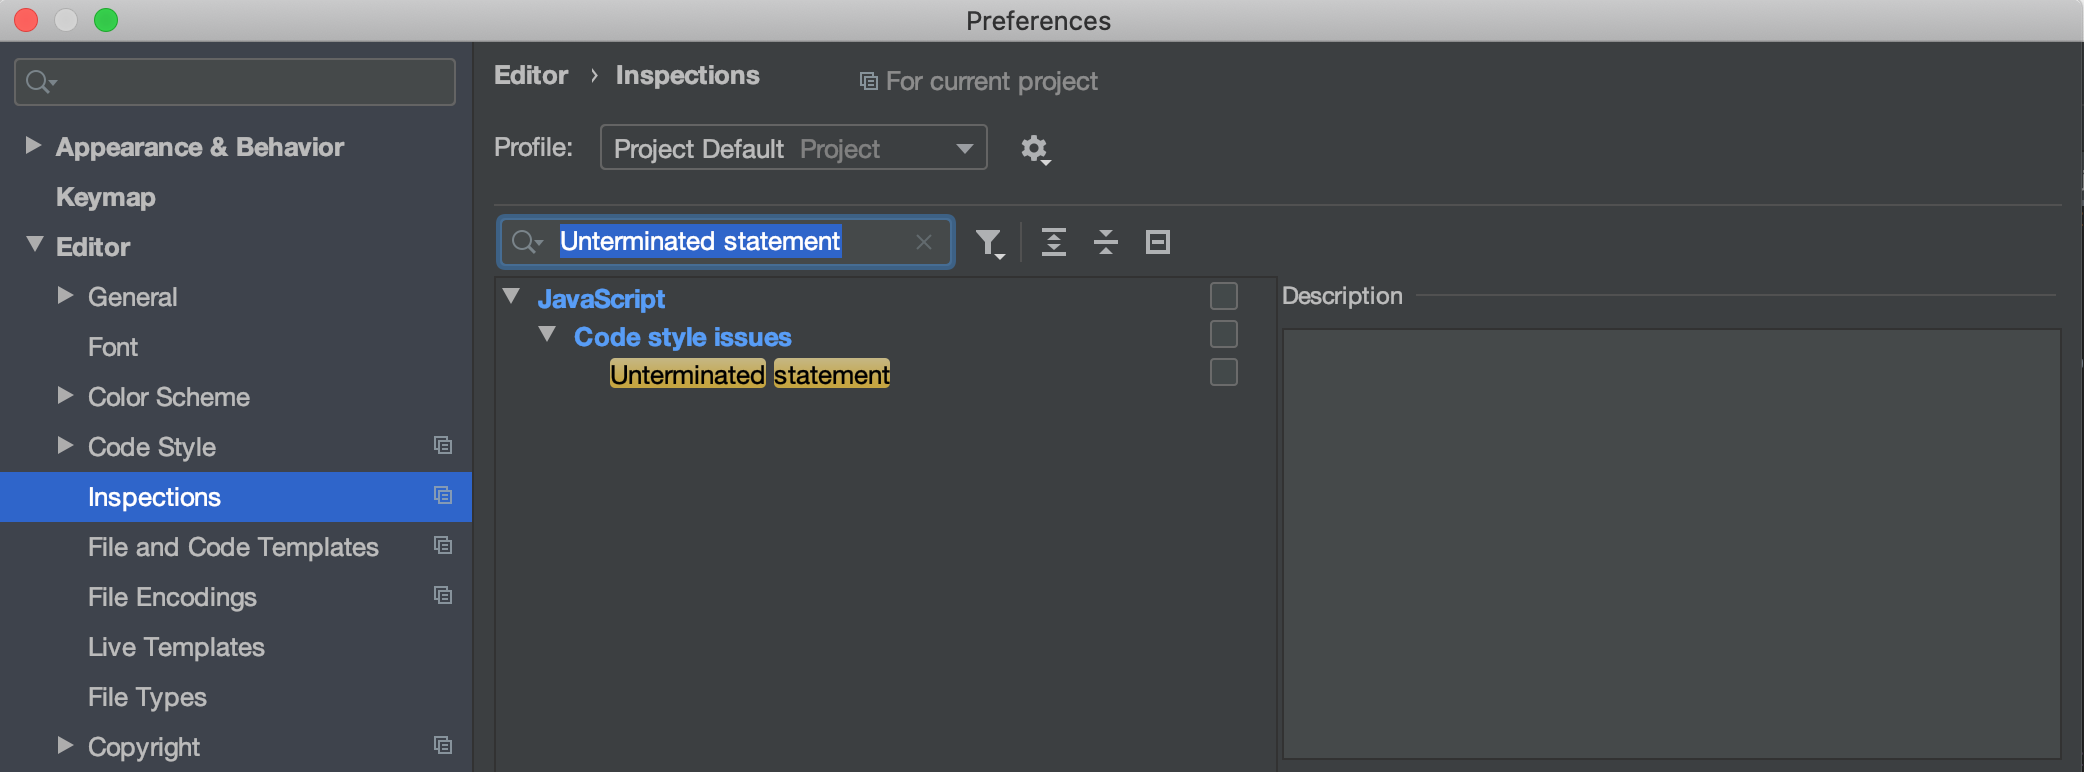 Preferences
Appearance & Behavior
Keymap
Editor
General
Font
Color Scheme
Code Style
Inspections
File and Code Templates
File Encodings
Live Templates
File Types
Copyright
Editor › Inspections
For current project
Profile: Project Default Project
Unterminated statement
JavaScript
Code style issues
Unterminated statement
Description